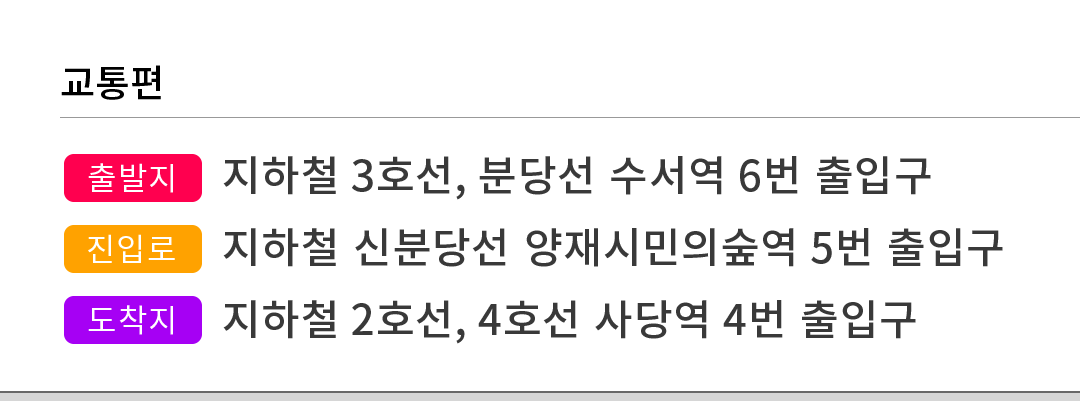 교통편
출발지 지하철 3호선, 분당선 수서역 6번 출입구
진입로 지하철 신분당선 양재시민의숲역 5번 출입구
도착지 지하철 2호선, 4호선 사당역 4번 출입구